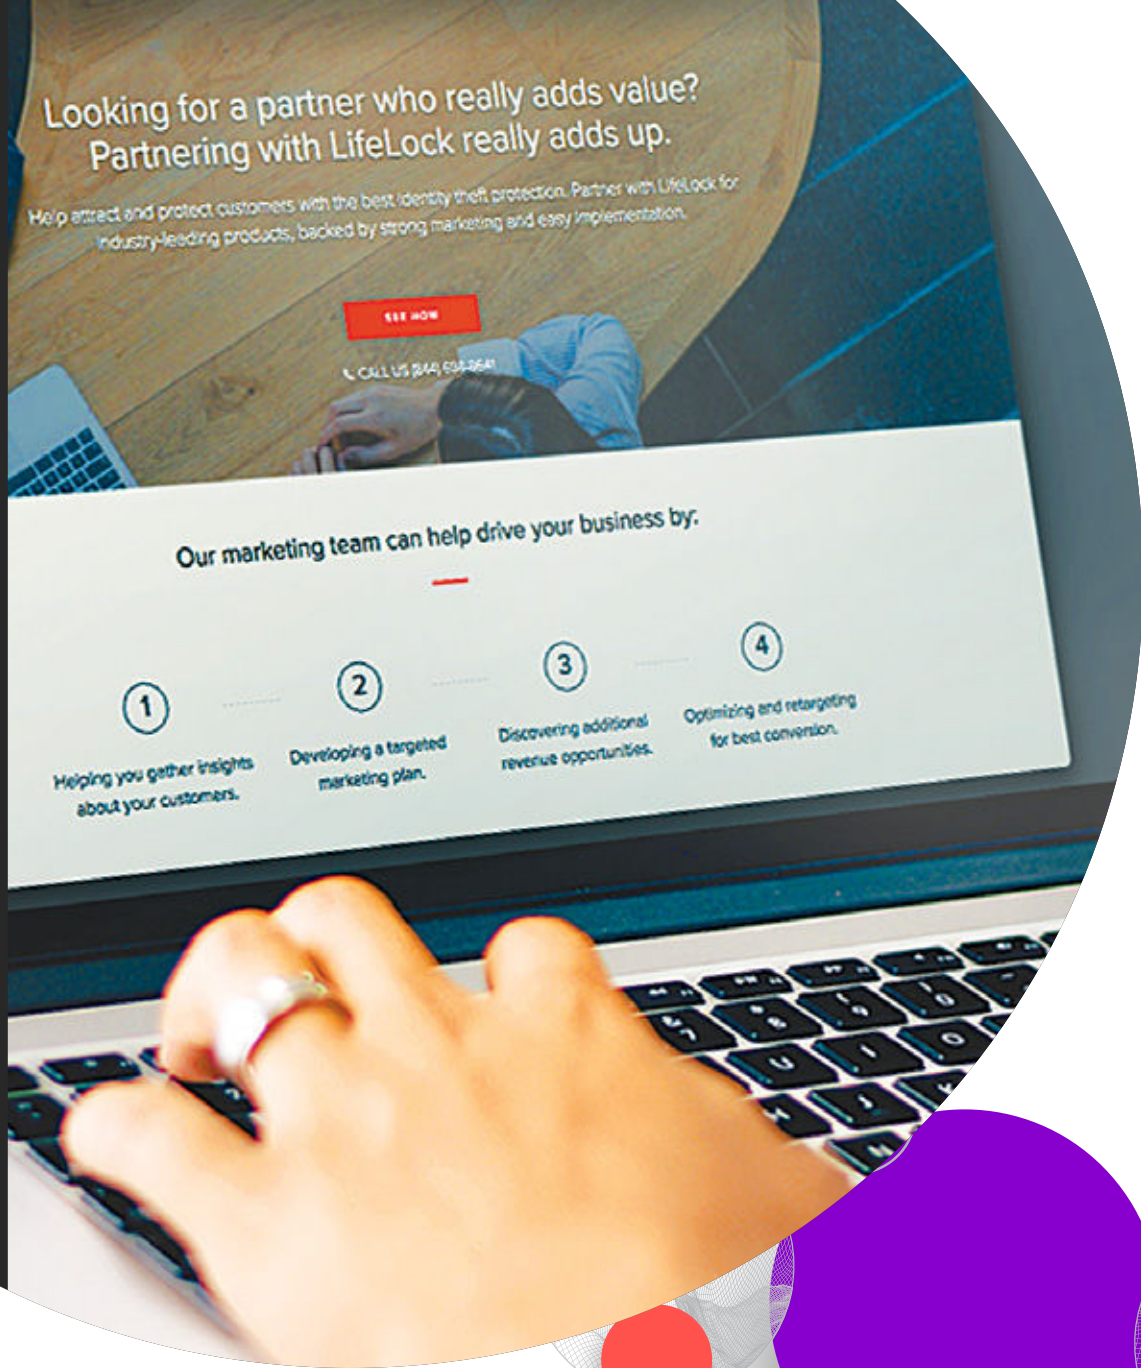 Looking for a partner who really adds value?
Partnering with LifeLock really adds up.
Help attract and protect customers with the best identity theft protection. Partner with LifeLock for
industry-leading products, backed by strong marketing and easy implementation.
SEE HOW
CALL US (844)
Our marketing team can help drive your business by:
1
Helping you gather insights
about your customers.
2
Developing a targeted
marketing plan.
3
Discovering additional
revenue opportunities.
4
Optimizing and retargeting
for best conversion.
& 7
U I O
J
N